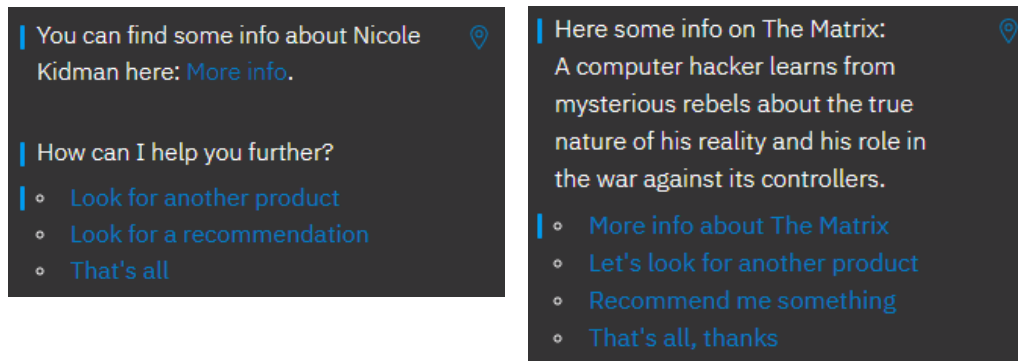 You can find some info about Nicole
Kidman here: More info.
How can I help you further?
Look for another product
Look for a recommendation
That's all
Here some info on The Matrix:
A computer hacker learns from
mysterious rebels about the true
nature of his reality and his role in
the war against its controllers.
More info about The Matrix
Let's look for another product
Recommend me something
That's all, thanks